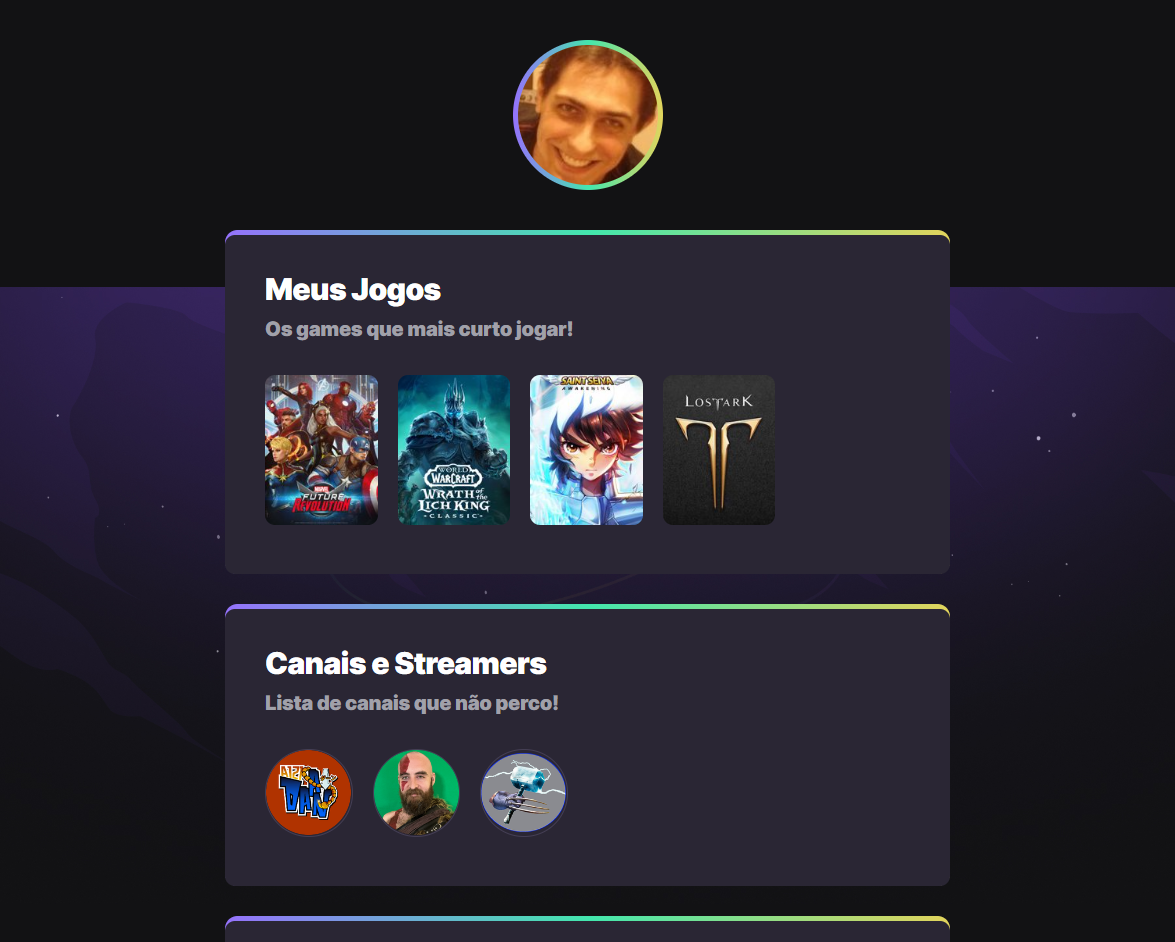 Meus Jogos
Os games que mais curto jogar!
MARVEL
FUTURE
REVOLUTION
WORLD
WARCRAFT
WRATH of the
LICH KING
CLASSIC
SAINT SEIYA
AWAKENING
LOSTARK
Canais e Streamers
Lista de canais que não perco!
DAN